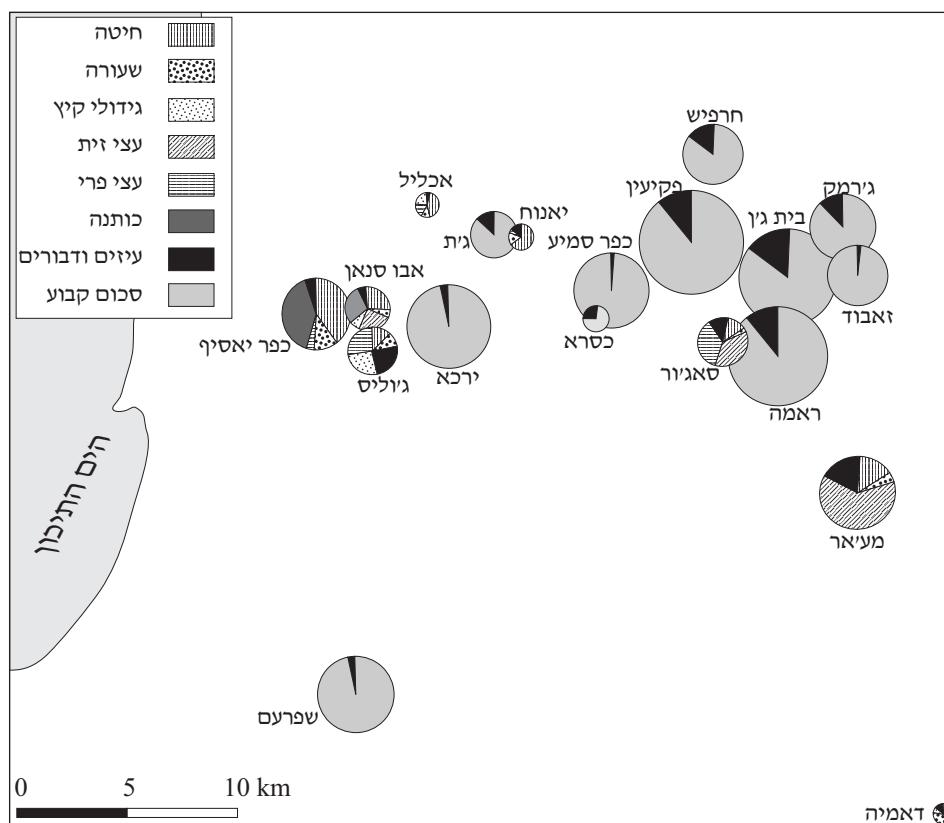 חיטה
שעורה
גידולי קיץ
עצי זית
עצי פרי
כותנה
עיזים ודבורים
סכום קבוע
חרפיש
פקיעין
ג׳רמק
בית ג׳ן
אכליל
יאנוח
ג׳ת
כפר סמיע
אבו סנאן
זאבוד
כסרא
כפר יאסיף
סאג׳ור
ירכא
ג׳וליס
ראמה
הים התיכון
מע׳אר
שפרעם
0 5 10 km
דאמיה